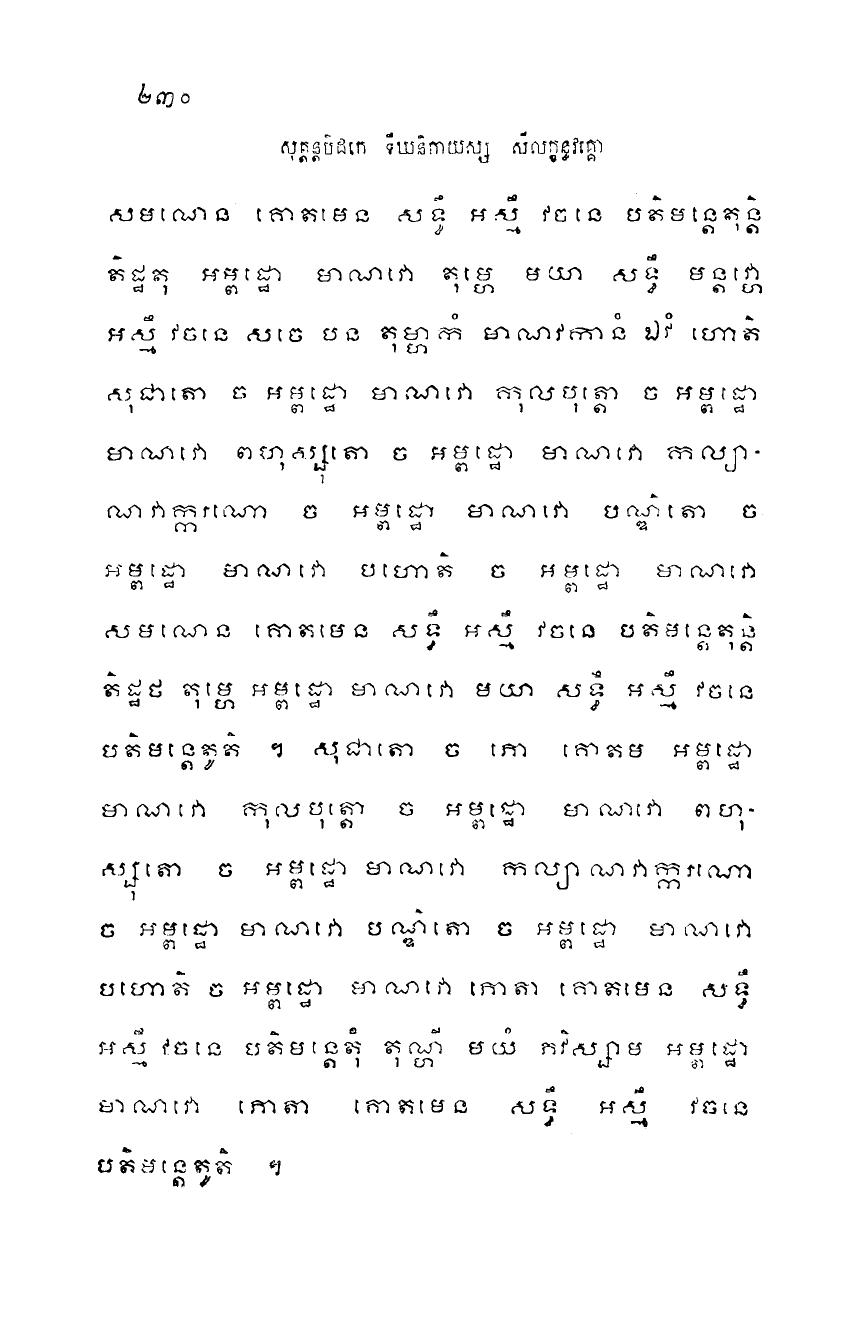 ២៣០
សុត្តន្តបិដកេ ទីឃនិកាយស្ស សីលក្ខន្ធវគ្គោ
សមណេន គោតមេន សទ្ធឹ អស្មឹ វចនេ បតិមន្តេតុន្តិ
តិដ្ឋតុ អម្ពដ្ឋោ មាណវោ តុម្ហេ មយា សទ្ធឹ មន្តវ្ហោ
អស្មឹ វចនេ សចេ បន តុម្ហាកំ មាណវកានំ ឯវំ ហោតិ
សុជាតោ ច អម្ពដ្ឋោ មាណវោ កុលបុត្តោ ច អម្ពដ្ឋោ
មាណវោ ពហុស្សុតោ ច អម្ពដ្ឋោ មាណវោ កល្យា-
ណវាក្ករណោ ច អម្ពដ្ឋោ មាណវោ បណ្ឌិតោ ច
អម្ពដ្ឋោ មាណវោ បហោតិ ច អម្ពដ្ឋោ មាណវោ
សមណេន គោតមេន សទ្ធឹ អស្មឹ វចនេ បតិមន្តេតុន្តិ
តិដ្ឋថ តុម្ហេ អម្ពដ្ឋោ មាណវោ មយា សទ្ធឹ អស្មឹ វចនេ
បតិមន្តេតូតិ ។ សុជាតោ ច ភោ គោតម អម្ពដ្ឋោ
មាណវោ កុលបុត្តោ ច អម្ពដ្ឋោ មាណវោ ពហុ-
ស្សុតោ ច អម្ពដ្ឋោ មាណវោ កល្យាណវាក្ករណោ
ច អម្ពដ្ឋោ មាណវោ បណ្ឌិតោ ច អម្ពដ្ឋោ មាណវោ
បហោតិ ច អម្ពដ្ឋោ មាណវោ ភោតា គោតមេន សទ្ធឹ
អស្មឹ វចនេ បតិមន្តេតុំ តុណ្ហី មយំ ភវិស្សាម អម្ពដ្ឋោ
មាណវោ ភោតា គោតមេន សទ្ធឹ អស្មឹ វចនេ
បតិមន្តេតូតិ ។